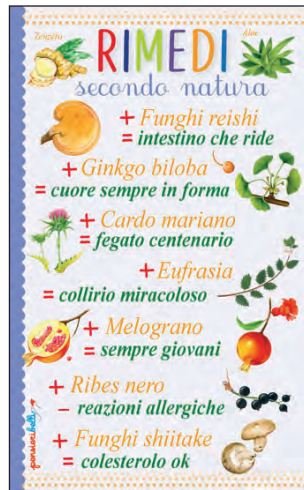 Zenzero
Aloe
RIMEDI
secondo natura
+ Funghi reishi
= intestino che ride
+ Ginkgo biloba
= cuore sempre in forma
+ Cardo mariano
= fegato centenario
+ Eufrasia
= collirio miracoloso
+ Melograno
= sempre giovani
+ Ribes nero
– reazioni allergiche
+ Funghi shiitake
= colesterolo ok
pensieribelli